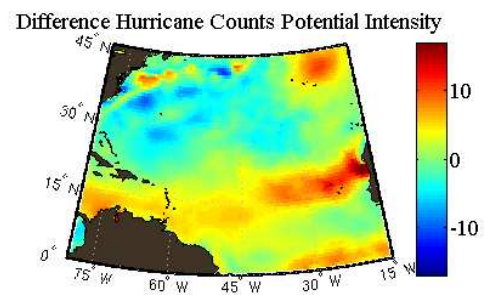 Difference Hurricane Counts Potential Intensity
45° N
30° N
15° N
0°
75° W
60° W
45° W
30° W
15° W
10
0
-10